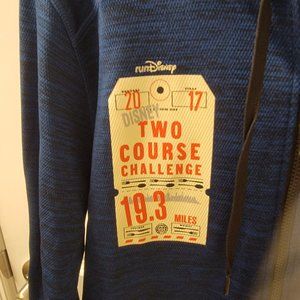 runDisney
20 17
DISNEY
TWO
COURSE
CHALLENGE
19.3 MILES